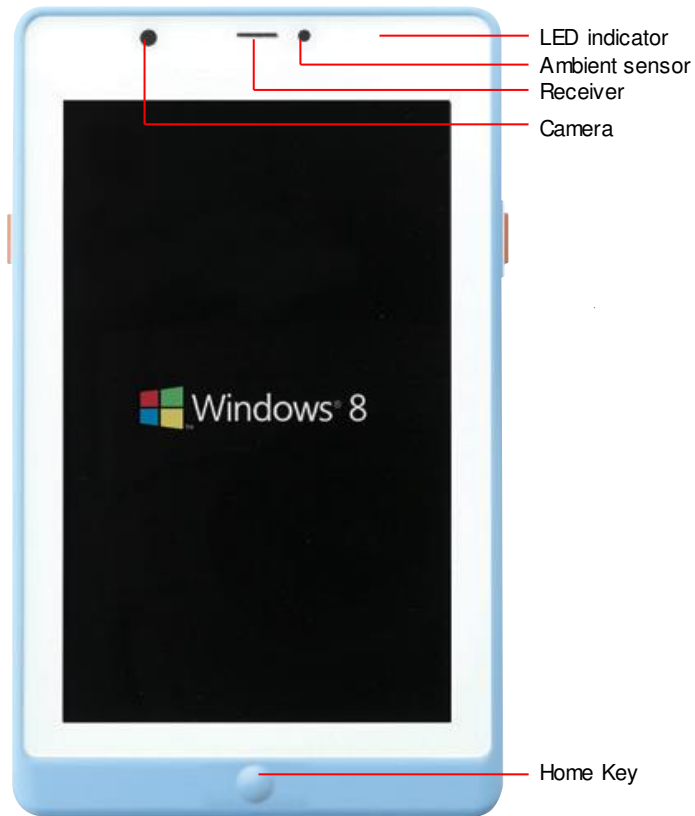 LED indicator
Ambient sensor
Receiver
Camera
Windows® 8
Home Key